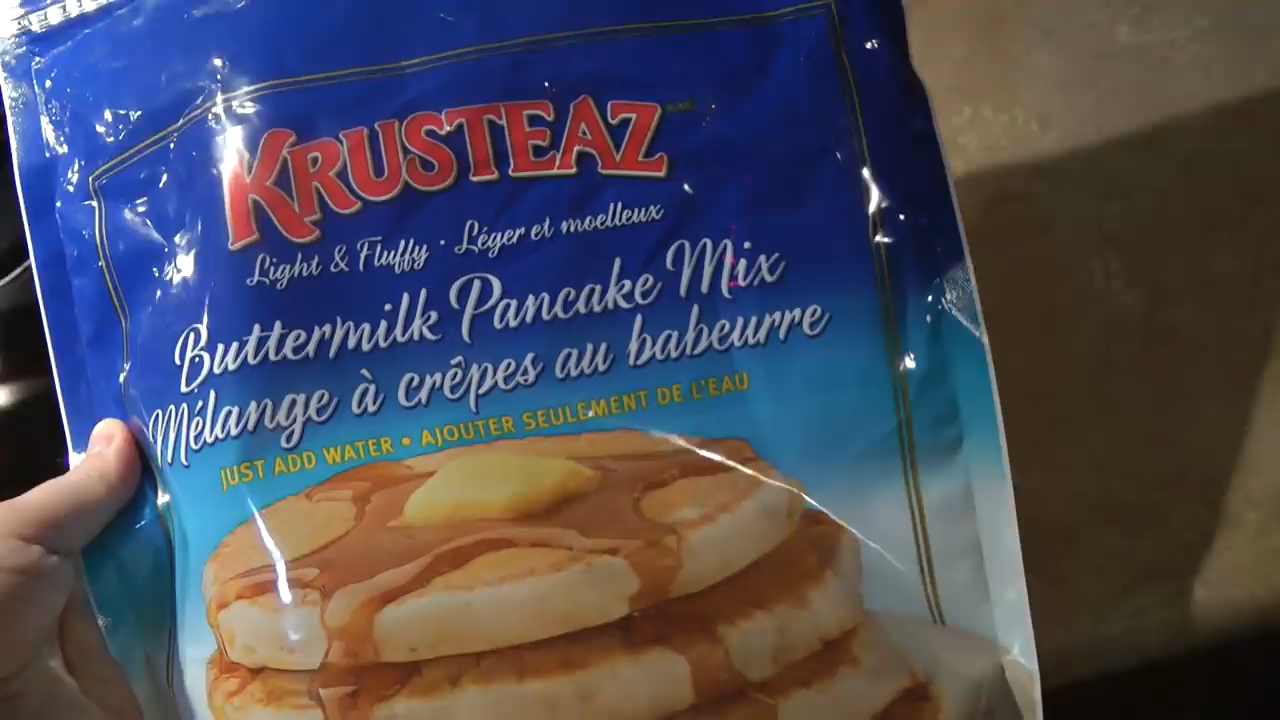 KRUSTEAZ
Light & Fluffy · Léger et moelleux
Buttermilk Pancake Mix
Mélange à crêpes au babeurre
JUST ADD WATER • AJOUTER SEULEMENT DE L'EAU